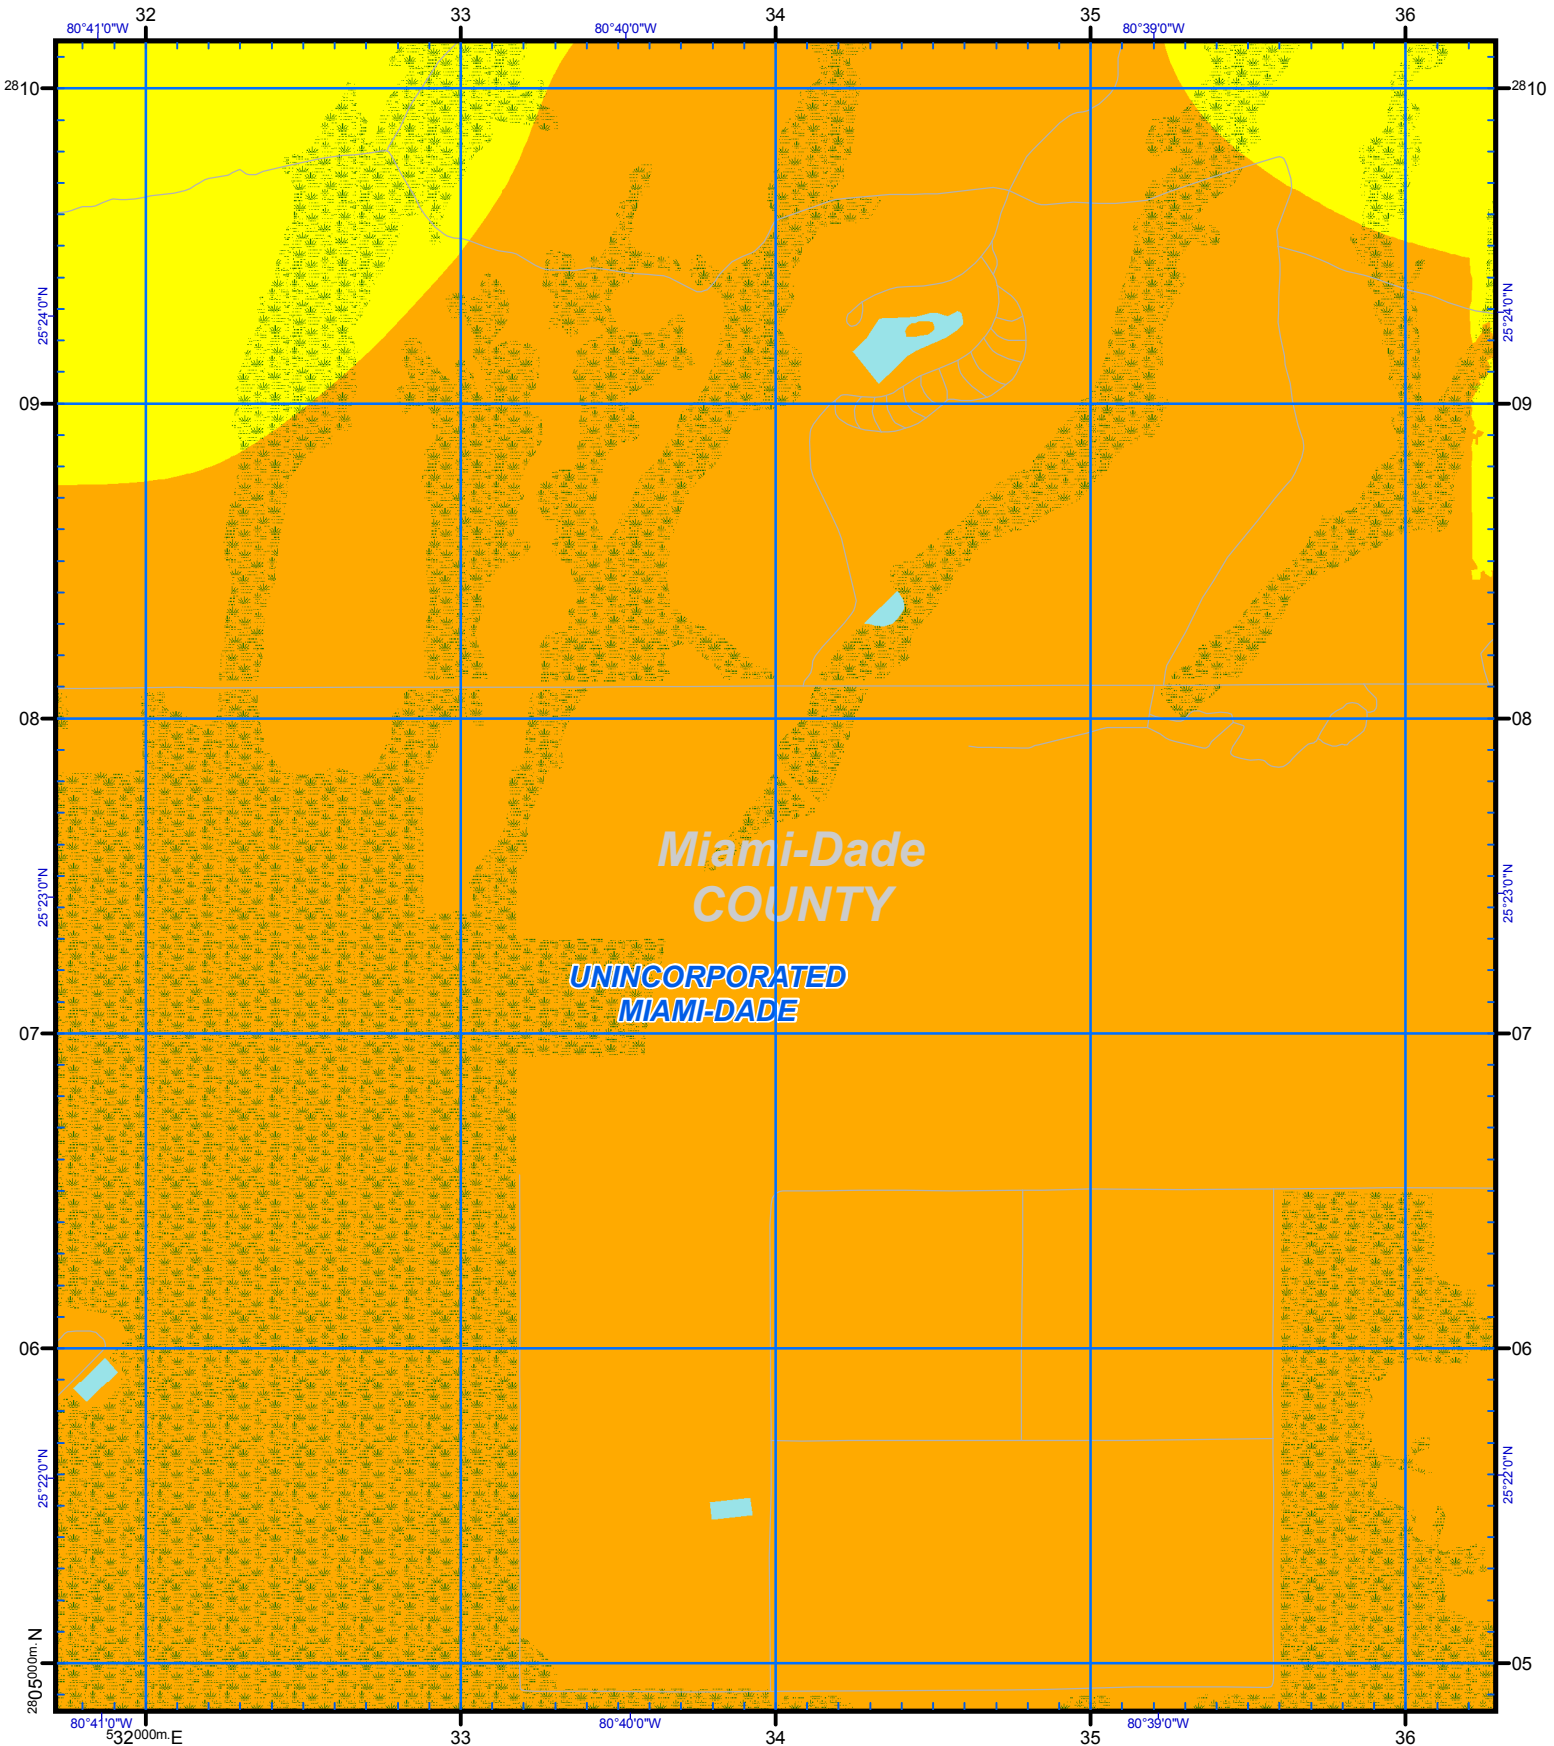 32 33 34 35 36
80°41'0"W 80°40'0"W 80°39'0"W
2810 2810
25°24'0"N 25°24'0"N
09 09
08 08
Miami-Dade
COUNTY
25°23'0"N 25°23'0"N
UNINCORPORATED
MIAMI-DADE
07 07
06 06
25°22'0"N 25°22'0"N
2805000m. N 05
80°41'0"W 80°40'0"W 80°39'0"W
532000m. E 33 34 35 36